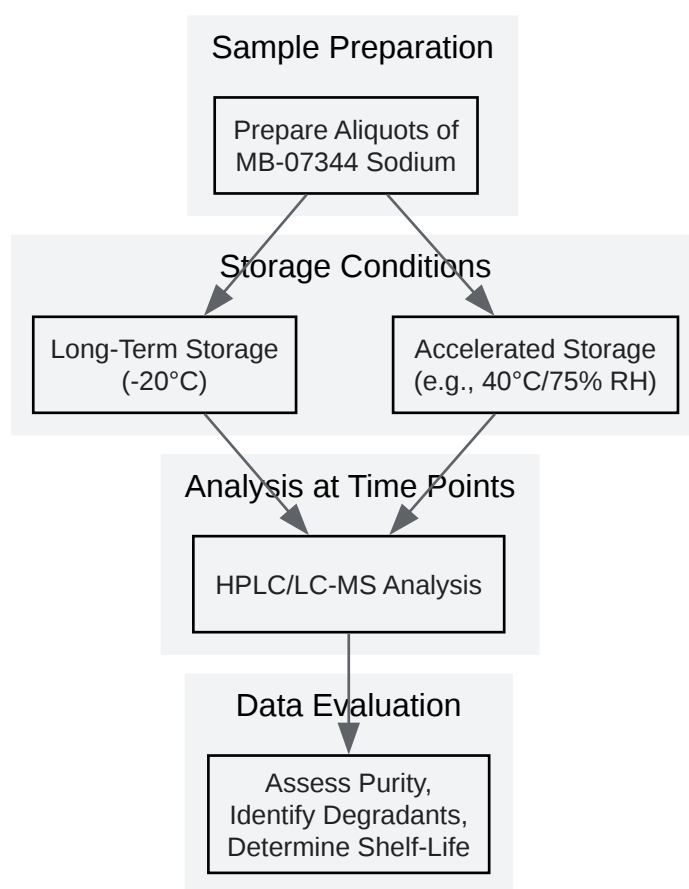 Sample Preparation
Prepare Aliquots of
MB-07344 Sodium
Storage Conditions
Long-Term Storage
(-20°C)
Accelerated Storage
(e.g., 40°C/75% RH)
Analysis at Time Points
HPLC/LC-MS Analysis
Data Evaluation
Assess Purity,
Identify Degradants,
Determine Shelf-Life